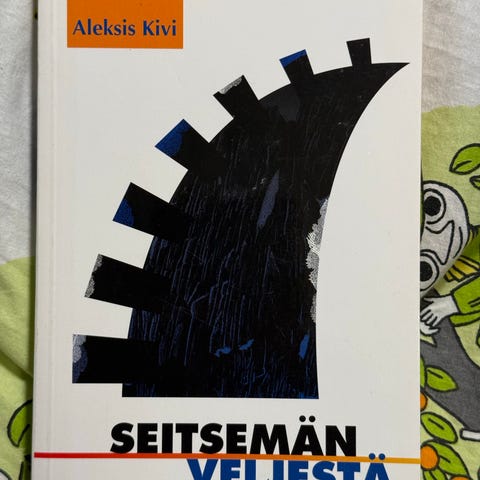 Aleksis Kivi
SEITSEMÄN
VELJESTÄ